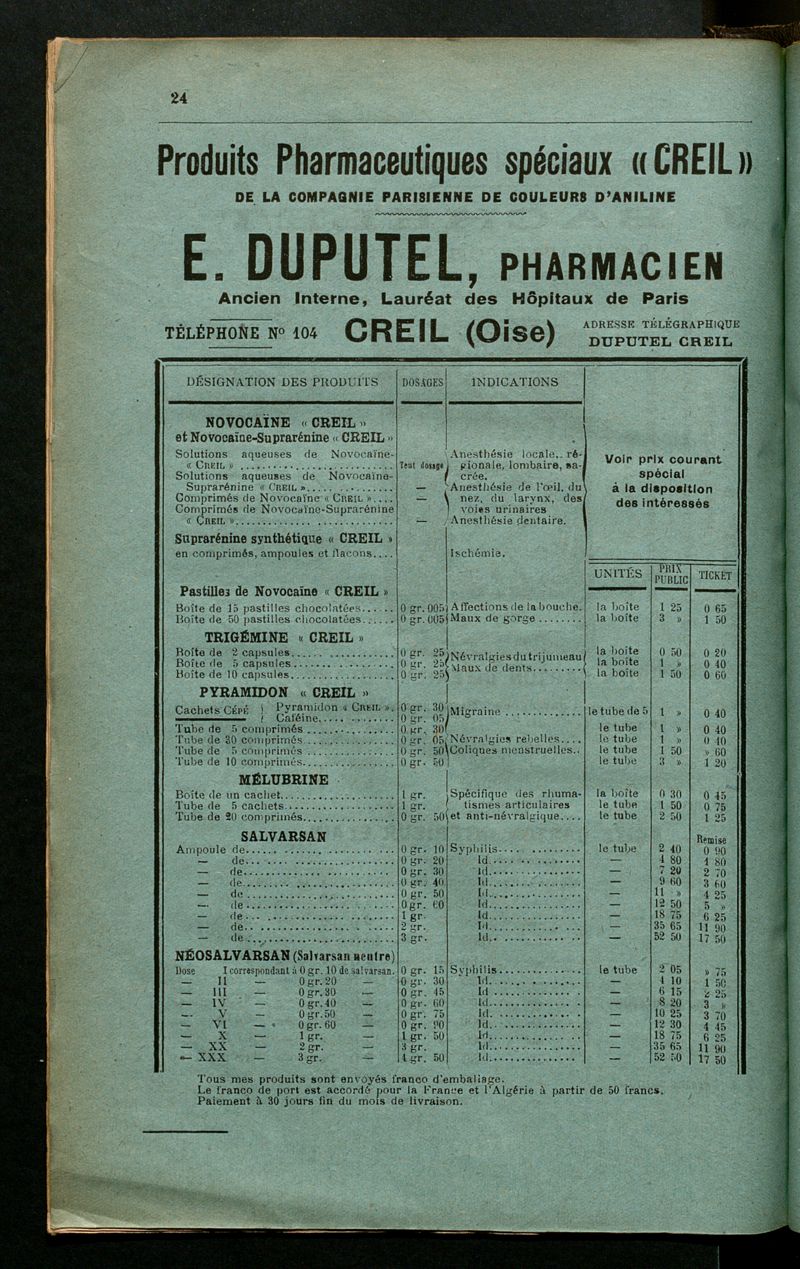 24
Produits Pharmaceutiques spéciaux « CREIL »
DE LA COMPAGNIE PARISIENNE DE COULEURS D'ANILINE
E. DUPUTEL, PHARMACIEN
Ancien Interne, Lauréat des Hôpitaux de Paris
TÉLÉPHONE No 104 CREIL (Oise) ADRESSE TÉLÉGRAPHIQUE
DUPUTEL CREIL
DÉSIGNATION DES PRODUITS DOSAGES INDICATIONS
NOVOCAÏNE « CREIL »
et Novocaïne-Suprarénine « CREIL »
Solutions aqueuses de Novocaïne- Anesthésie locale, ré-
« CREIL » Tout dosage gionale, lombaire, sa-
Solutions aqueuses de Novocaïne- crée.
Suprarénine « CREIL » — Anesthésie de l'œil, du
Comprimés de Novocaïne « CREIL » — nez, du larynx, des
Comprimés de Novocaïne-Suprarénine voies urinaires
« CREIL » — Anesthésie dentaire.
Voir prix courant
spécial
à la disposition
des intéressés
Suprarénine synthétique « CREIL »
en comprimés, ampoules et flacons.... Ischémie.
UNITÉS PRIX PUBLIC TICKET
Pastilles de Novocaïne « CREIL »
Boîte de 15 pastilles chocolatées 0 gr. 005 Affections de la bouche. la boîte 1 25 0 65
Boîte de 50 pastilles chocolatées 0 gr. 005 Maux de gorge la boîte 3 » 1 50
TRIGÉMINE « CREIL »
Boîte de 2 capsules 0 gr. 25 Névralgies du trijumeau la boîte 0 50 0 20
Boîte de 5 capsules 0 gr. 25 Maux de dents la boîte 1 » 0 40
Boîte de 10 capsules 0 gr. 25 la boîte 1 50 0 60
PYRAMIDON « CREIL »
Cachets CÉPÉ Pyramidon « CREIL ». 0 gr. 30 Migraine le tube de 5 1 » 0 40
Caféine 0 gr. 05
Tube de 5 comprimés 0 gr. 30 le tube 1 » 0 40
Tube de 30 comprimés 0 gr. 05 Névralgies rebelles le tube 1 » 0 40
Tube de 5 comprimés 0 gr. 50 Coliques menstruelles.. le tube 1 50 » 60
Tube de 10 comprimés 0 gr. 50 le tube 3 » 1 20
MÉLUBRINE
Boîte de un cachet 1 gr. Spécifique des rhuma- la boîte 0 30 0 45
Tube de 5 cachets 1 gr. tismes articulaires le tube 1 50 0 75
Tube de 20 comprimés 0 gr. 50 et anti-névralgique.... le tube 2 50 1 25
SALVARSAN Remise
Ampoule de 0 gr. 10 Syphilis le tube 2 40 0 90
— de 0 gr. 20 Id. — 4 80 1 80
— de 0 gr. 30 Id. — 7 20 2 70
— de 0 gr. 40 Id. — 9 60 3 60
— de 0 gr. 50 Id. — 11 » 4 25
— de 0 gr. 60 Id. — 12 50 5 »
— de 1 gr. Id. — 18 75 6 25
— de 2 gr. Id. — 35 65 11 90
— de 3 gr. Id. — 52 50 17 50
NÉOSALVARSAN (Salvarsan neutre)
Dose I correspondant à 0 gr. 10 de salvarsan. 0 gr. 15 Syphilis le tube 2 05 » 75
— II — 0 gr. 20 — 0 gr. 30 Id. — 4 10 1 50
— III — 0 gr. 30 — 0 gr. 45 Id. — 6 15 2 25
— IV — 0 gr. 40 — 0 gr. 60 Id. — 8 20 3 »
— V — 0 gr. 50 — 0 gr. 75 Id. — 10 25 3 70
— VI — 0 gr. 60 — 0 gr. 90 Id. — 12 30 4 45
— X — 1 gr. — 1 gr. 50 Id. — 18 75 6 25
— XX — 2 gr. — 3 gr. Id. — 35 65 11 90
— XXX — 3 gr. — 4 gr. 50 Id. — 52 50 17 50
Tous mes produits sont envoyés franco d'emballage.
Le franco de port est accordé pour la France et l'Algérie à partir de 50 francs.
Paiement à 30 jours fin du mois de livraison.